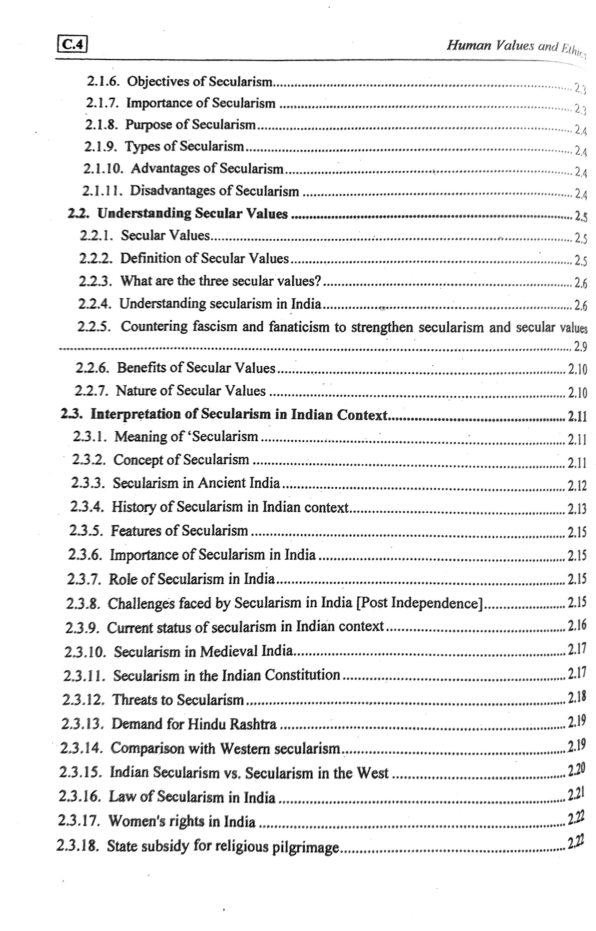 C.4 Human Values and Ethics
2.1.6. Objectives of Secularism 2.3
2.1.7. Importance of Secularism 2.3
2.1.8. Purpose of Secularism 2.4
2.1.9. Types of Secularism 2.4
2.1.10. Advantages of Secularism 2.4
2.1.11. Disadvantages of Secularism 2.4
2.2. Understanding Secular Values 2.5
2.2.1. Secular Values 2.5
2.2.2. Definition of Secular Values 2.5
2.2.3. What are the three secular values? 2.6
2.2.4. Understanding secularism in India 2.6
2.2.5. Countering fascism and fanaticism to strengthen secularism and secular values
2.9
2.2.6. Benefits of Secular Values 2.10
2.2.7. Nature of Secular Values 2.10
2.3. Interpretation of Secularism in Indian Context 2.11
2.3.1. Meaning of ‘Secularism 2.11
2.3.2. Concept of Secularism 2.11
2.3.3. Secularism in Ancient India 2.12
2.3.4. History of Secularism in Indian context 2.13
2.3.5. Features of Secularism 2.15
2.3.6. Importance of Secularism in India 2.15
2.3.7. Role of Secularism in India 2.15
2.3.8. Challenges faced by Secularism in India [Post Independence] 2.15
2.3.9. Current status of secularism in Indian context 2.16
2.3.10. Secularism in Medieval India 2.17
2.3.11. Secularism in the Indian Constitution 2.17
2.3.12. Threats to Secularism 2.18
2.3.13. Demand for Hindu Rashtra 2.19
2.3.14. Comparison with Western secularism 2.19
2.3.15. Indian Secularism vs. Secularism in the West 2.20
2.3.16. Law of Secularism in India 2.21
2.3.17. Women's rights in India 2.22
2.3.18. State subsidy for religious pilgrimage 2.22